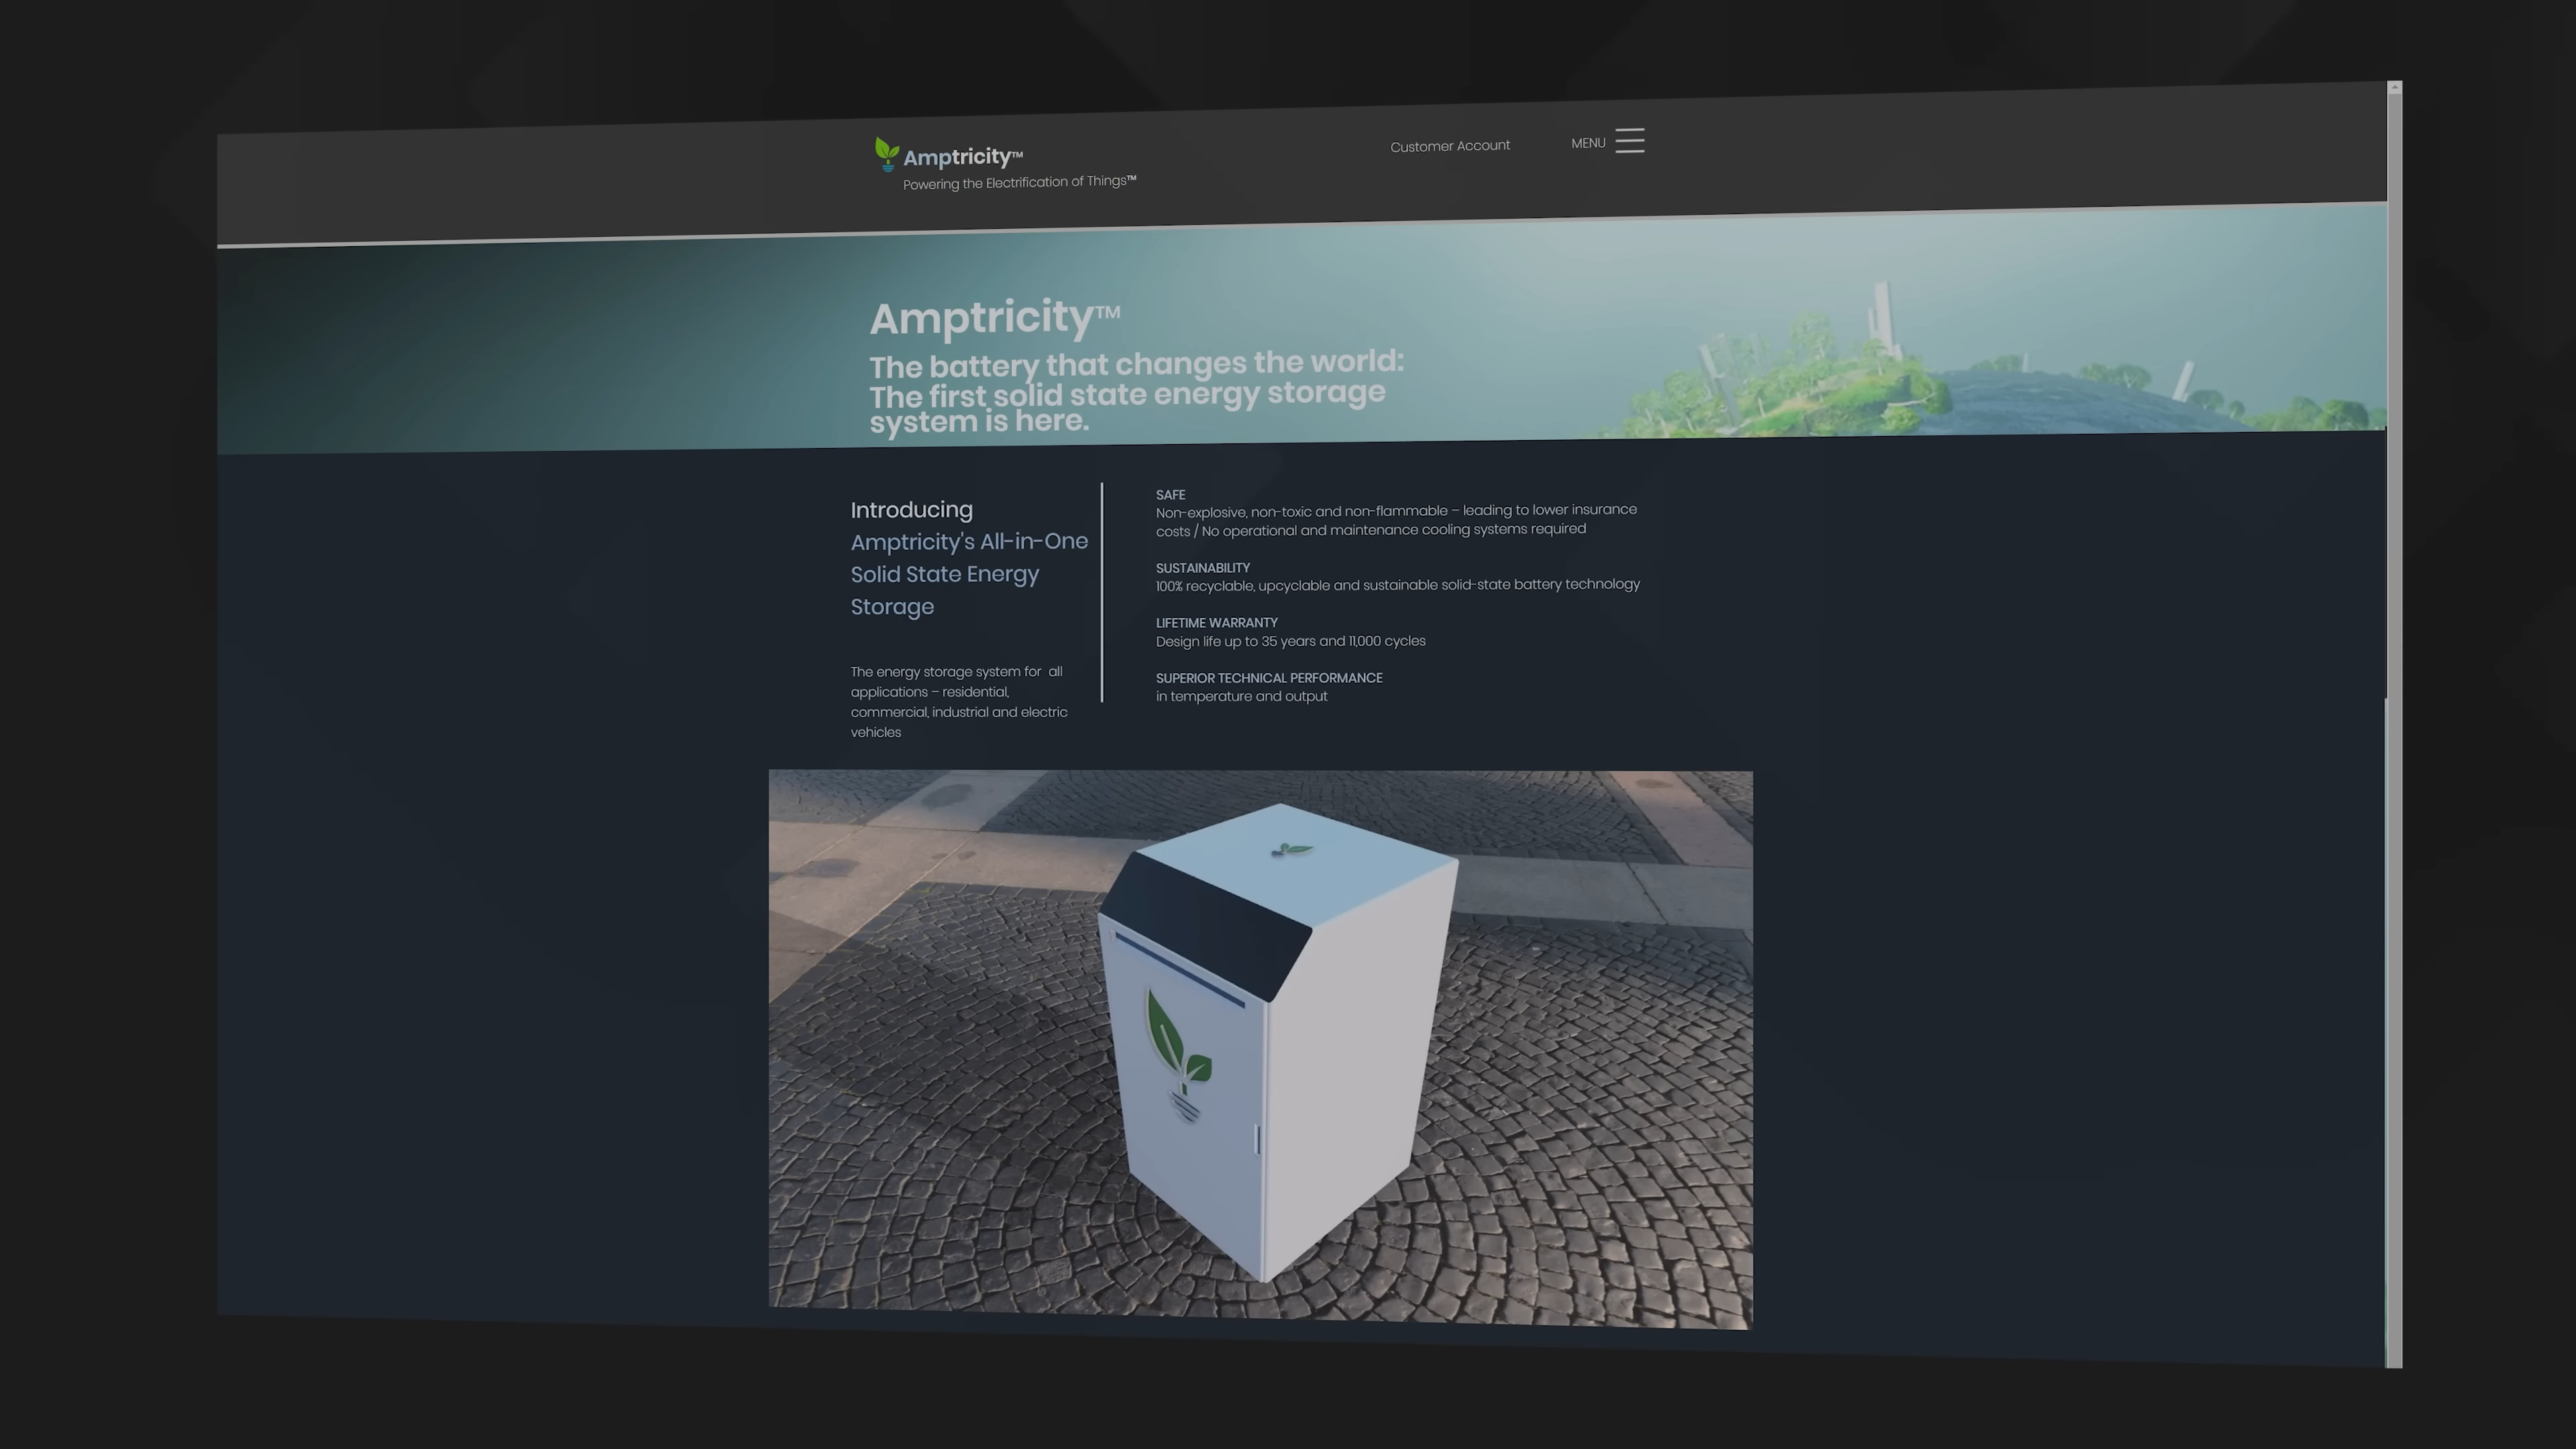 Amptricity™
Powering the Electrification of Things™
Customer Account
MENU
Amptricity™
The battery that changes the world:
The first solid state energy storage
system is here.
Introducing
Amptricity's All-in-One
Solid State Energy
Storage
The energy storage system for all
applications – residential,
commercial, industrial and electric
vehicles
SAFE
Non-explosive, non-toxic and non-flammable – leading to lower insurance
costs / No operational and maintenance cooling systems required
SUSTAINABILITY
100% recyclable, upcyclable and sustainable solid-state battery technology
LIFETIME WARRANTY
Design life up to 35 years and 11,000 cycles
SUPERIOR TECHNICAL PERFORMANCE
in temperature and output